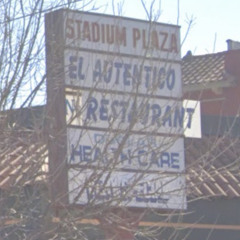 STADIUM PLAZA
EL AUTENTICO
RESTAURANT
HEALTH CARE